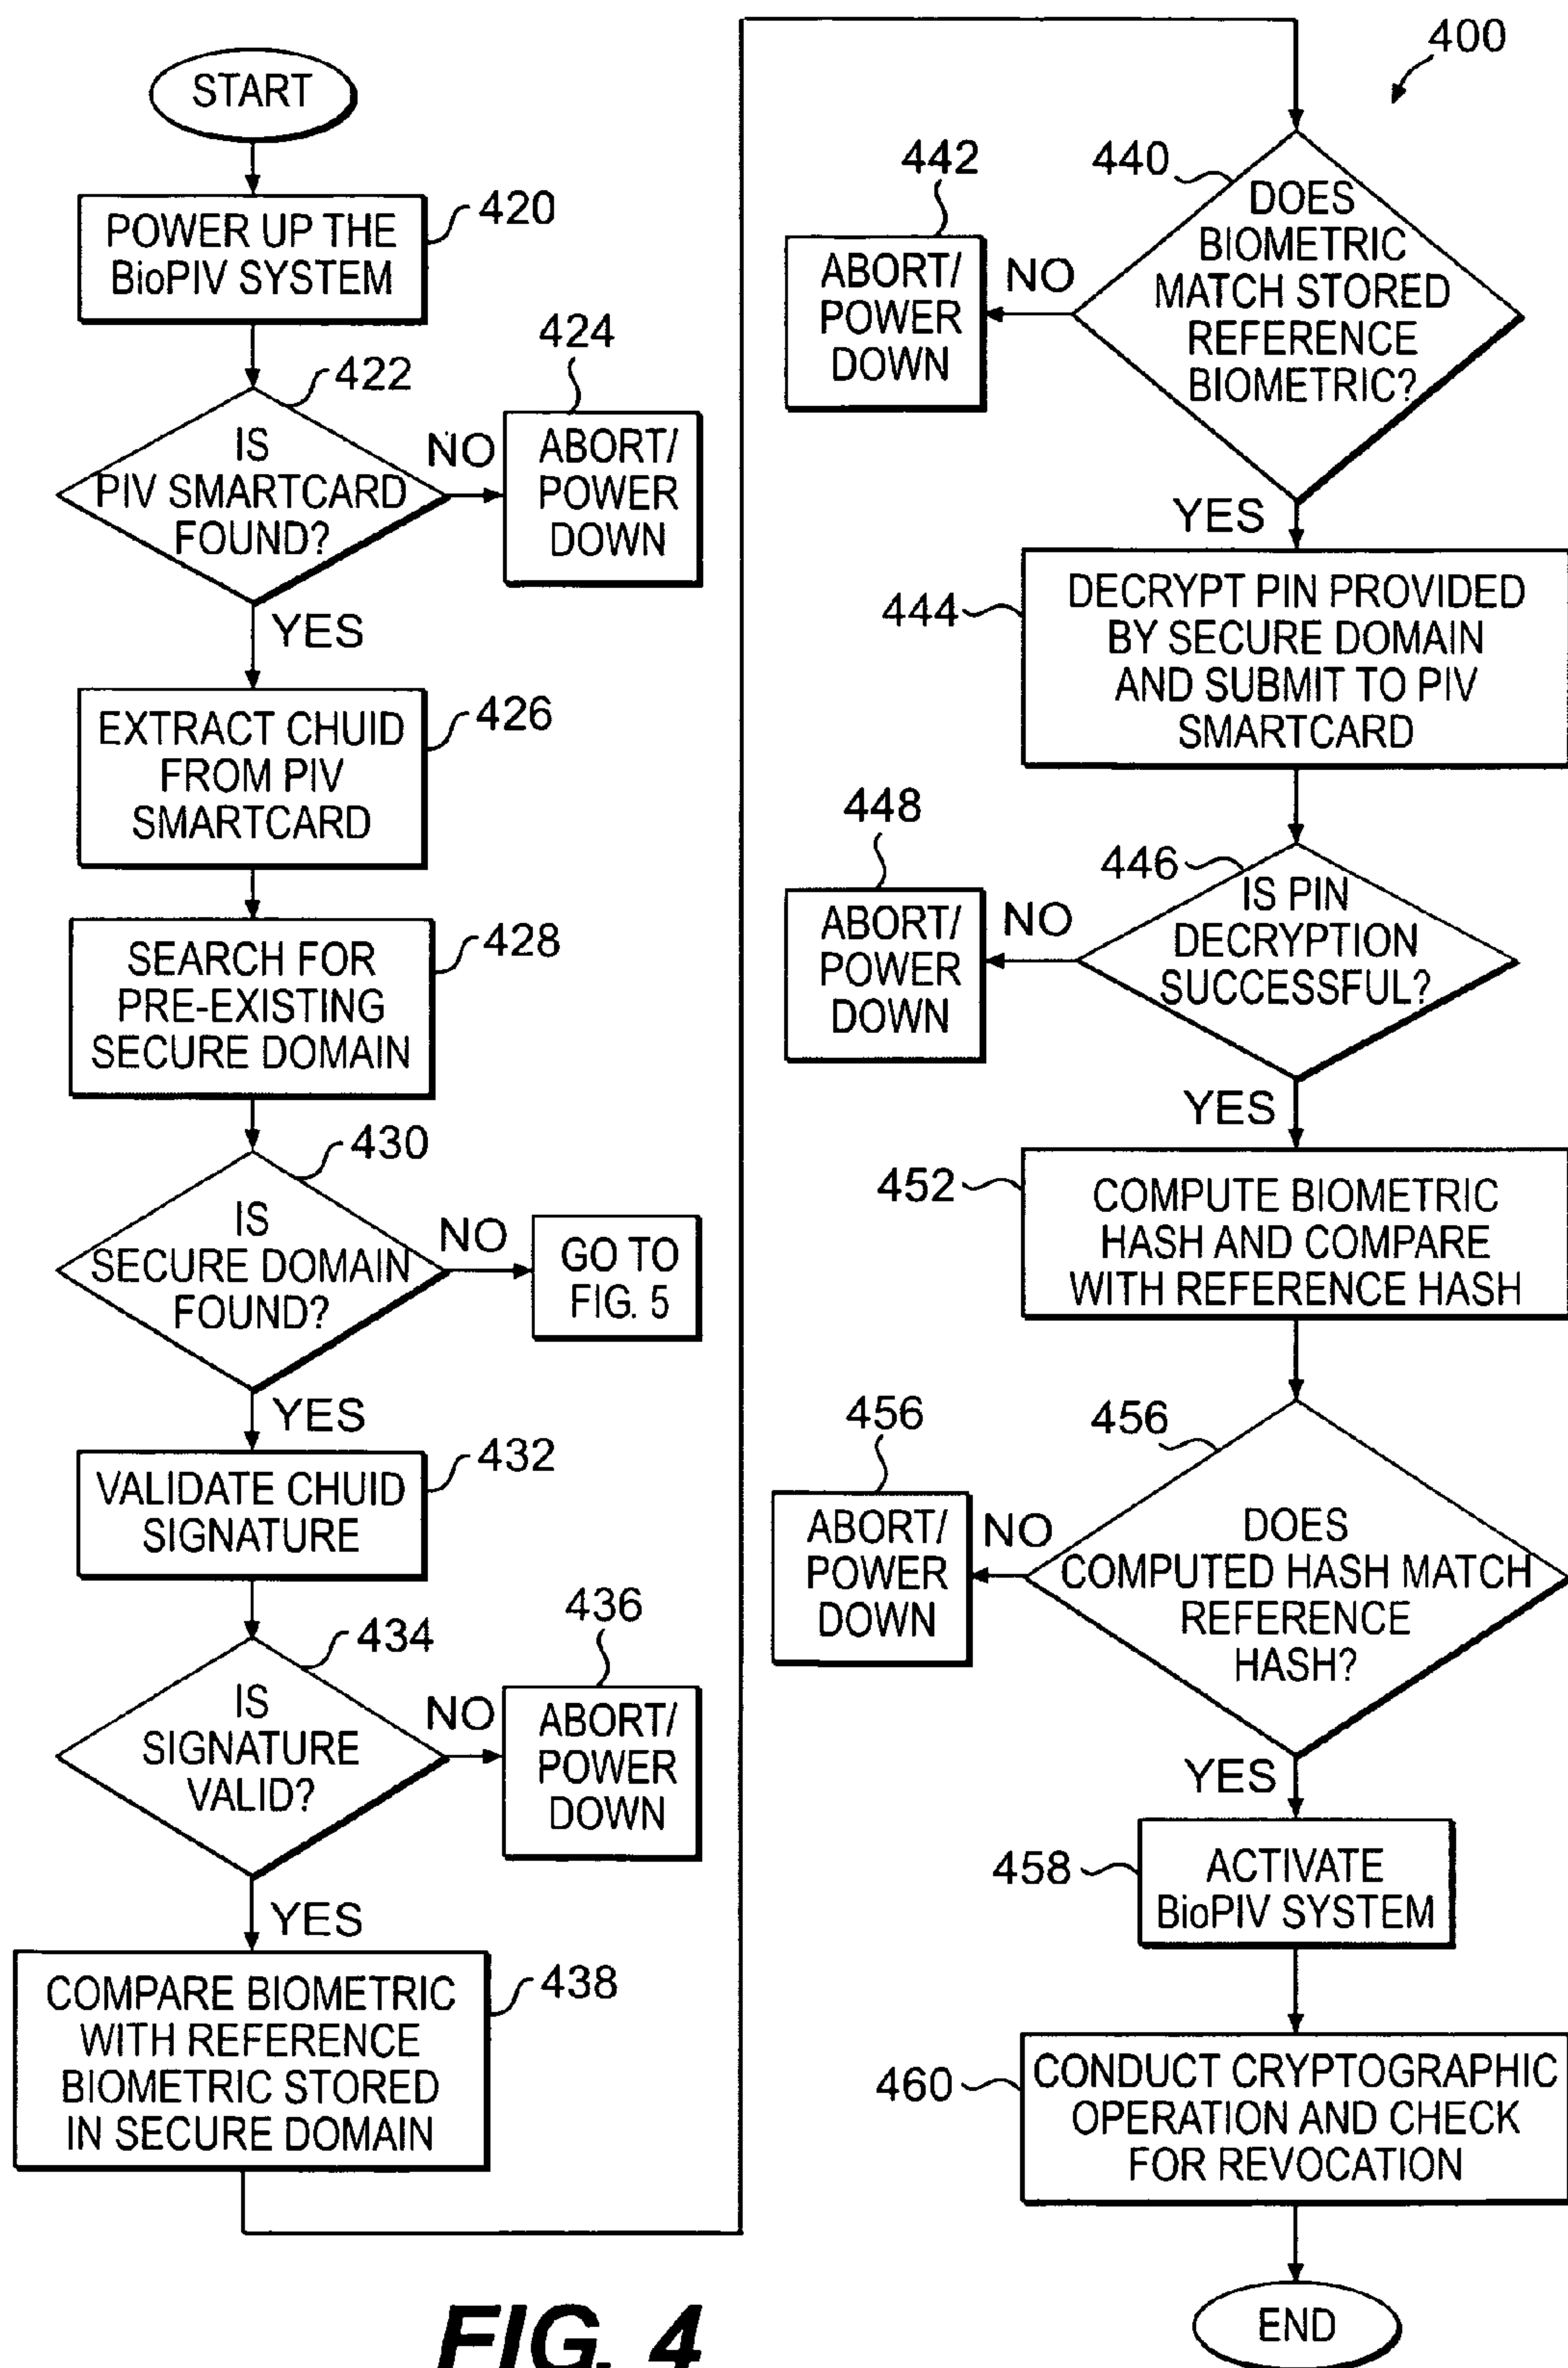 START
420
POWER UP THE
BioPIV SYSTEM
422
424
IS
PIV SMARTCARD
FOUND?
NO
ABORT/
POWER
DOWN
YES
426
EXTRACT CHUID
FROM PIV
SMARTCARD
428
SEARCH FOR
PRE-EXISTING
SECURE DOMAIN
430
IS
SECURE DOMAIN
FOUND?
NO
GO TO
FIG. 5
YES
432
VALIDATE CHUID
SIGNATURE
434
436
IS
SIGNATURE
VALID?
NO
ABORT/
POWER
DOWN
YES
438
COMPARE BIOMETRIC
WITH REFERENCE
BIOMETRIC STORED
IN SECURE DOMAIN
400
440
DOES
BIOMETRIC
MATCH STORED
REFERENCE
BIOMETRIC?
442
NO
ABORT/
POWER
DOWN
YES
444
DECRYPT PIN PROVIDED
BY SECURE DOMAIN
AND SUBMIT TO PIV
SMARTCARD
446
IS PIN
DECRYPTION
SUCCESSFUL?
448
NO
ABORT/
POWER
DOWN
YES
452
COMPUTE BIOMETRIC
HASH AND COMPARE
WITH REFERENCE HASH
456
DOES
COMPUTED HASH MATCH
REFERENCE
HASH?
456
NO
ABORT/
POWER
DOWN
YES
458
ACTIVATE
BioPIV SYSTEM
460
CONDUCT CRYPTOGRAPHIC
OPERATION AND CHECK
FOR REVOCATION
END
FIG. 4